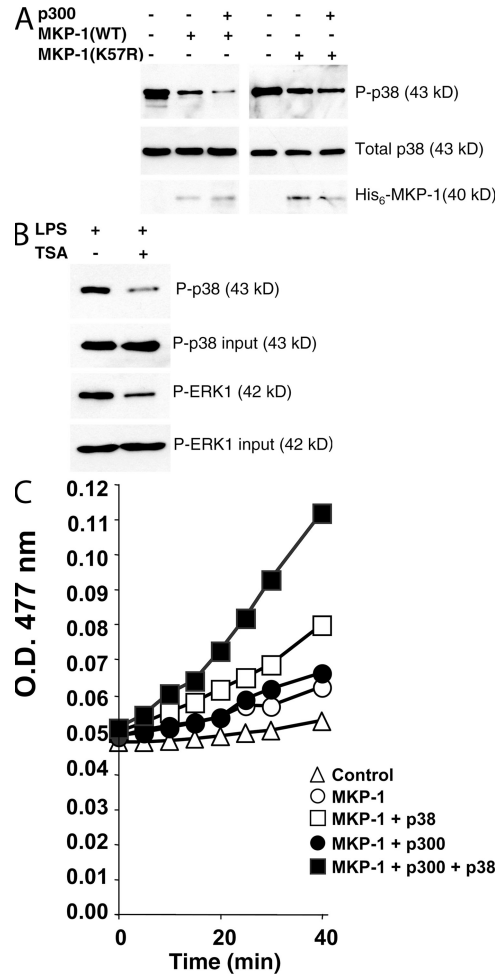 A
p300 - - + - - +
MKP-1(WT) - + + - - -
MKP-1(K57R) - - - - + +
P-p38 (43 kD)
Total p38 (43 kD)
His6-MKP-1(40 kD)
B
LPS + +
TSA - +
P-p38 (43 kD)
P-p38 input (43 kD)
P-ERK1 (42 kD)
P-ERK1 input (42 kD)
C
O.D. 477 nm
0.12
0.11
0.10
0.09
0.08
0.07
0.06
0.05
0.04
0.03
0.02
0.01
0.00
0 20 40
Time (min)
Control
MKP-1
MKP-1 + p38
MKP-1 + p300
MKP-1 + p300 + p38